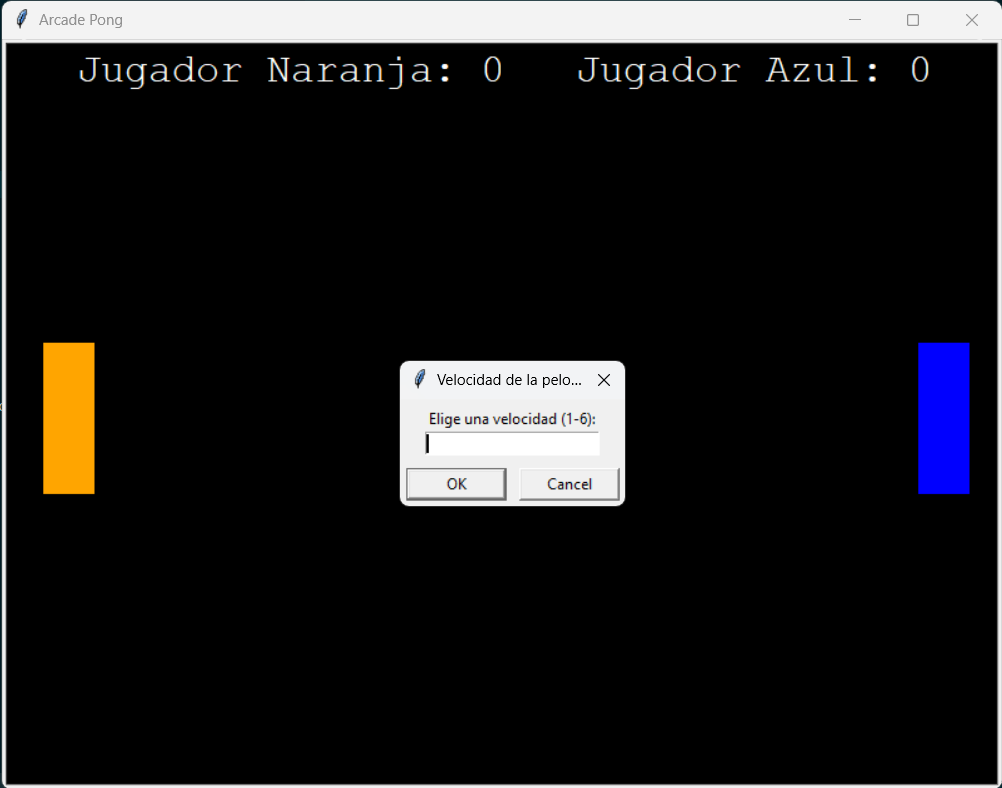 Arcade Pong
Jugador Naranja: 0 Jugador Azul: 0
Velocidad de la pelo...
Elige una velocidad (1-6):
OK Cancel